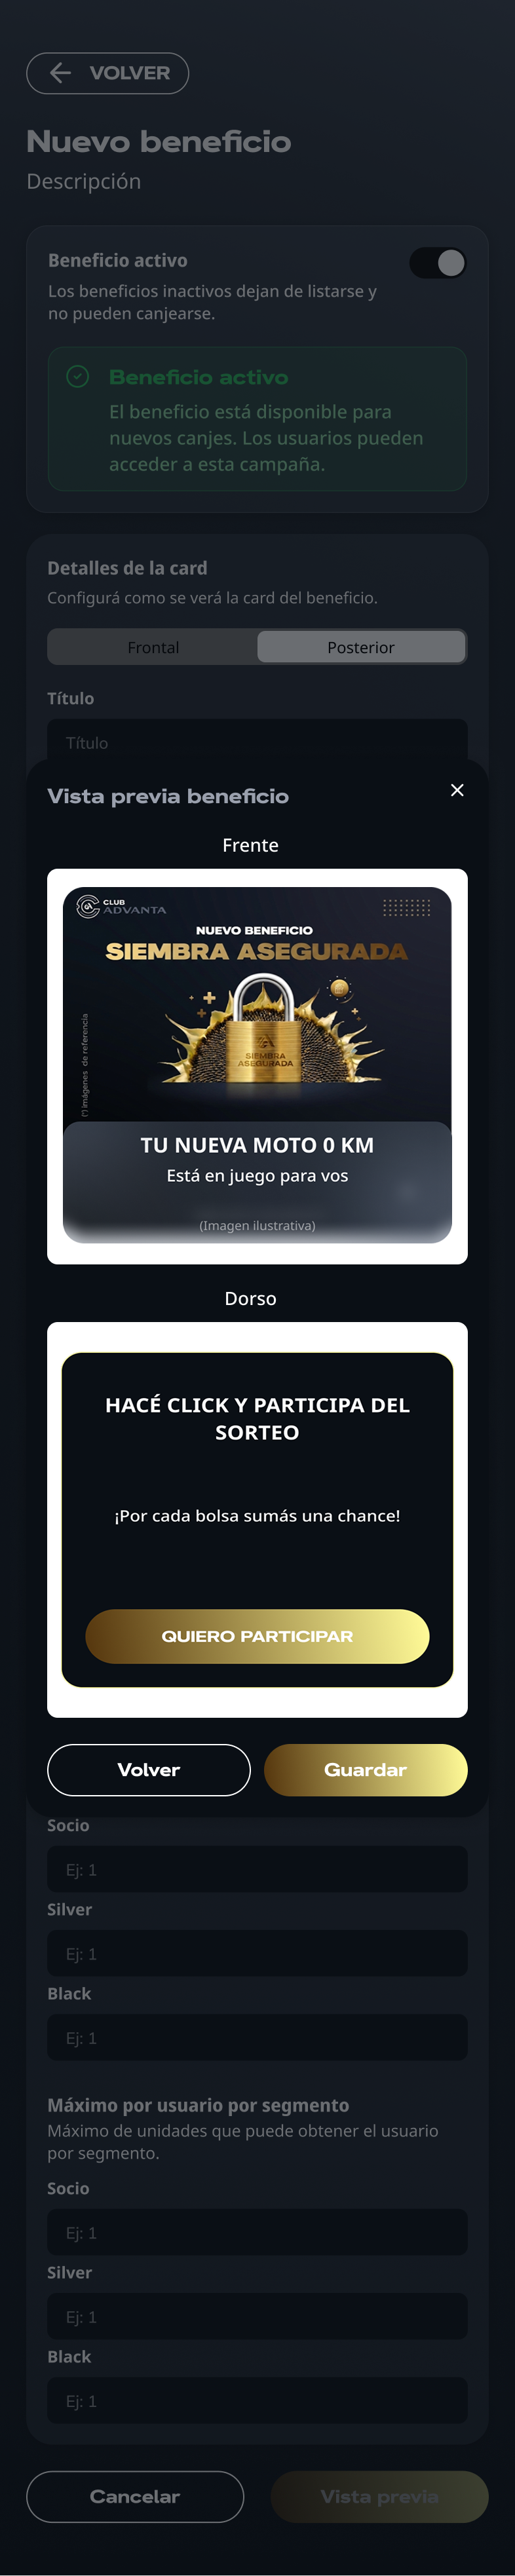 VOLVER
Nuevo beneficio
Descripción
Beneficio activo
Los beneficios inactivos dejan de listarse y
no pueden canjearse.
Beneficio activo
El beneficio está disponible para
nuevos canjes. Los usuarios pueden
acceder a esta campaña.
Detalles de la card
Configurá como se verá la card del beneficio.
Frontal
Posterior
Título
Título
Vista previa beneficio
Frente
CLUB
ADVANTA
NUEVO BENEFICIO
SIEMBRA ASEGURADA
SIEMBRA
ASEGURADA
(*) Imágenes de referencia
TU NUEVA MOTO 0 KM
Está en juego para vos
(Imagen ilustrativa)
Dorso
HACÉ CLICK Y PARTICIPA DEL
SORTEO
¡Por cada bolsa sumás una chance!
QUIERO PARTICIPAR
Volver
Guardar
Socio
Ej: 1
Silver
Ej: 1
Black
Ej: 1
Máximo por usuario por segmento
Máximo de unidades que puede obtener el usuario
por segmento.
Socio
Ej: 1
Silver
Ej: 1
Black
Ej: 1
Cancelar
Vista previa